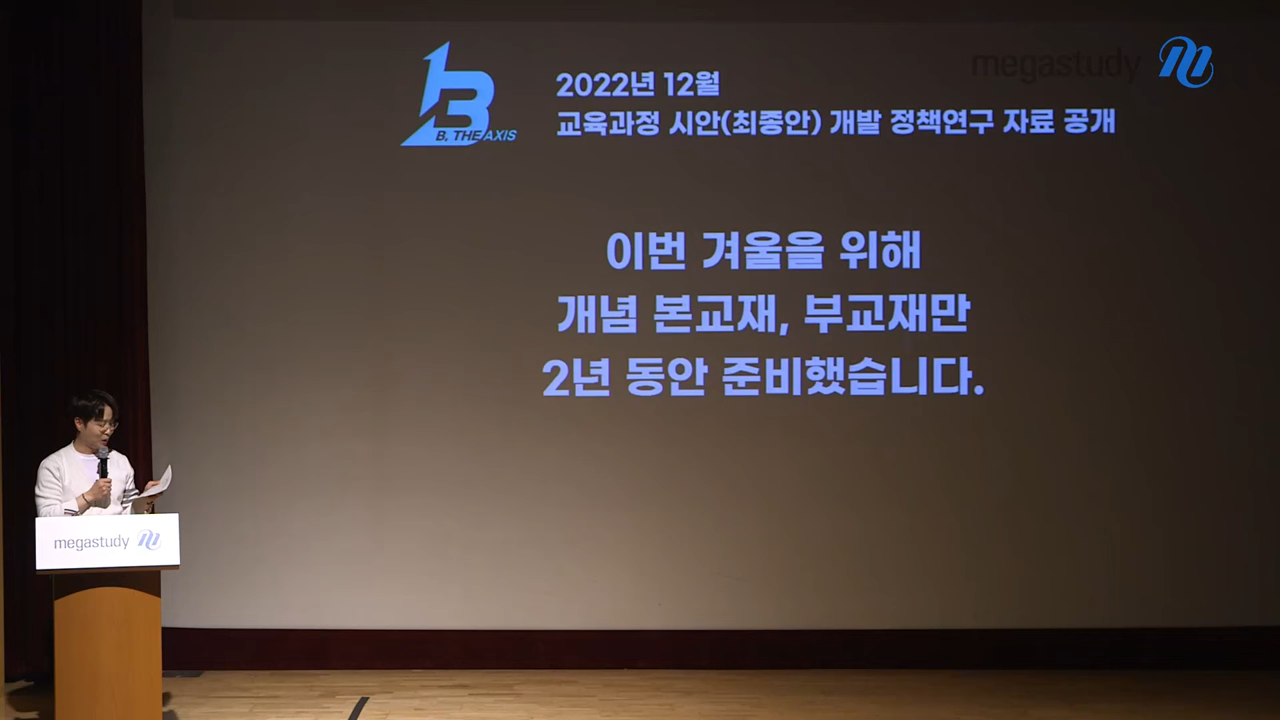 megastudy
2022년 12월
교육과정 시안(최종안) 개발 정책연구 자료 공개
B
B, THE AXIS
이번 겨울을 위해
개념 본교재, 부교재만
2년 동안 준비했습니다.
megastudy